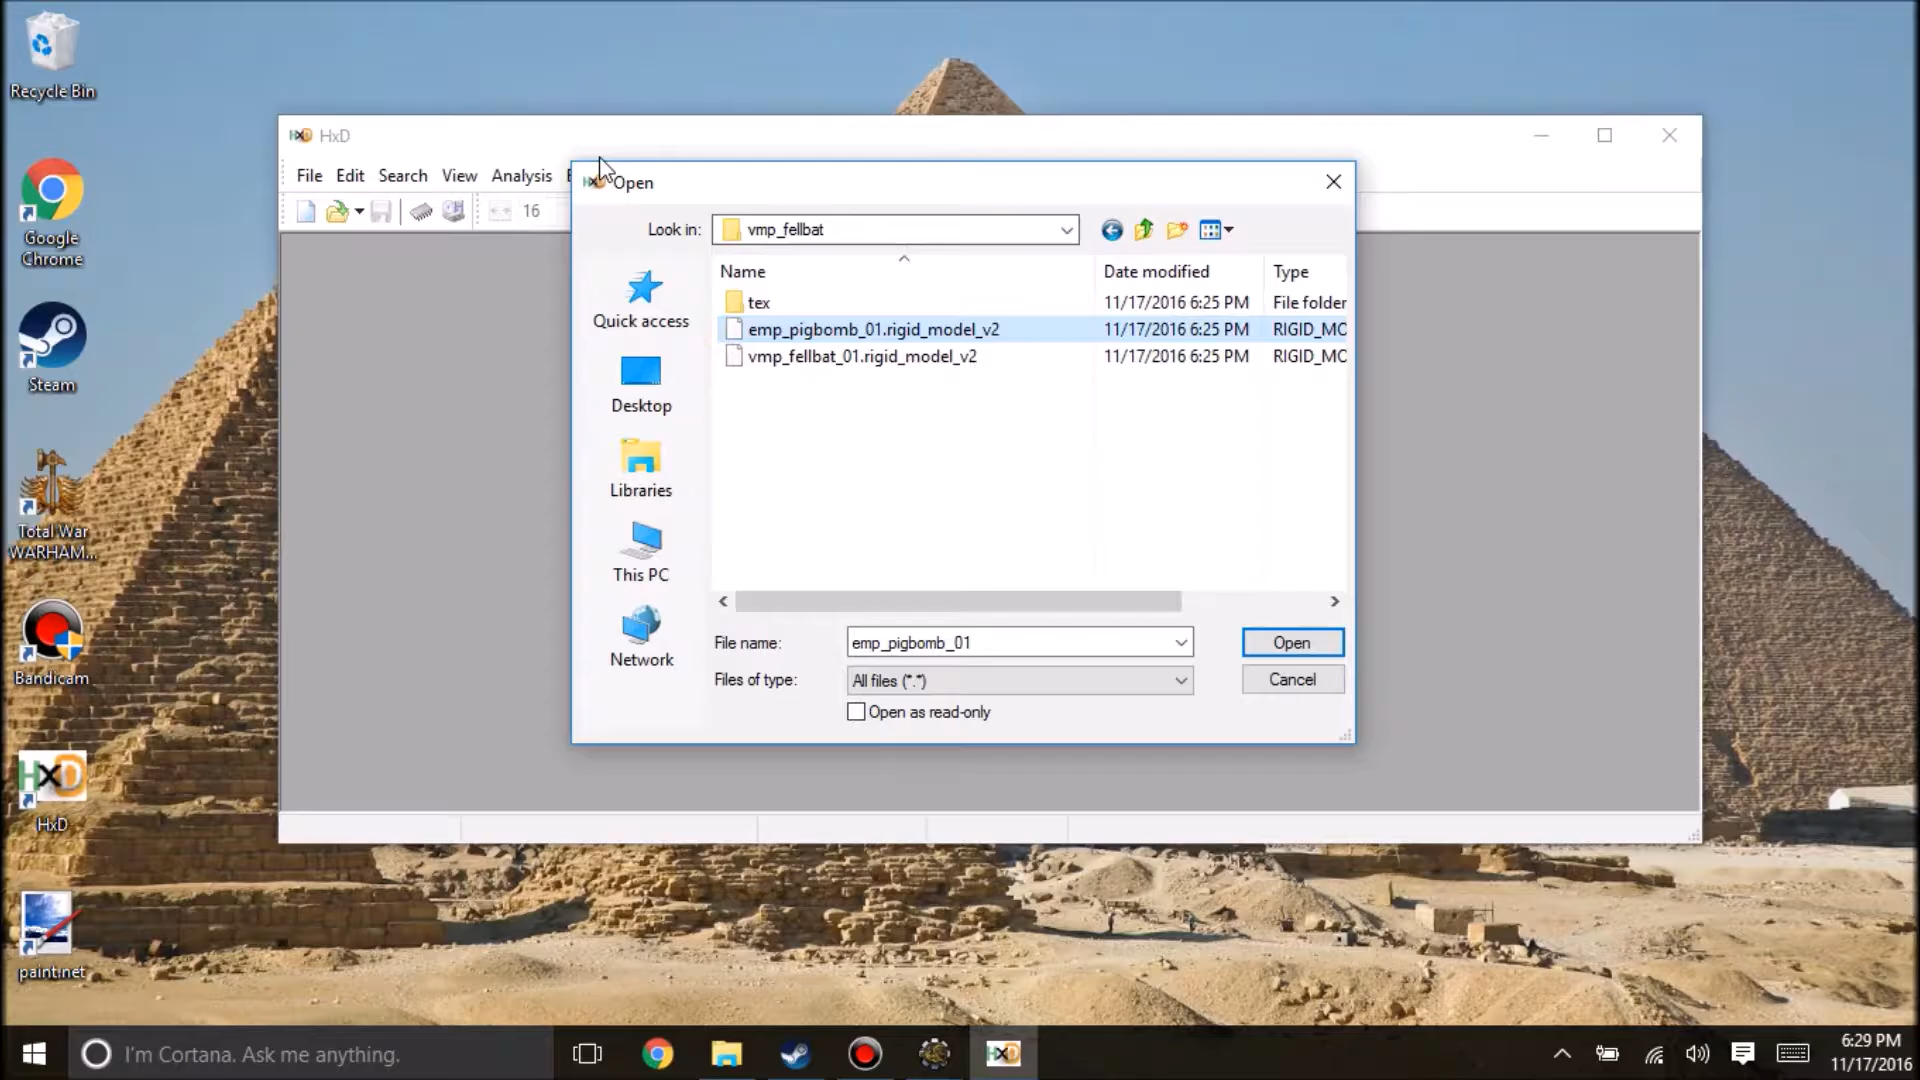 Recycle Bin
Google
Chrome
Steam
Total War
WARHAM...
Bandicam
HxD
HxD
paint.net
HxD
File Edit Search View Analysis
16
Open
Look in: vmp_fellbat
Name Date modified Type
tex 11/17/2016 6:25 PM File folder
emp_pigbomb_01.rigid_model_v2 11/17/2016 6:25 PM RIGID_MO
vmp_fellbat_01.rigid_model_v2 11/17/2016 6:25 PM RIGID_MO
Quick access
Desktop
Libraries
This PC
Network
File name: emp_pigbomb_01 Open
Files of type: All files (*.*) Cancel
Open as read-only
I'm Cortana. Ask me anything.
HxD
6:29 PM
11/17/2016